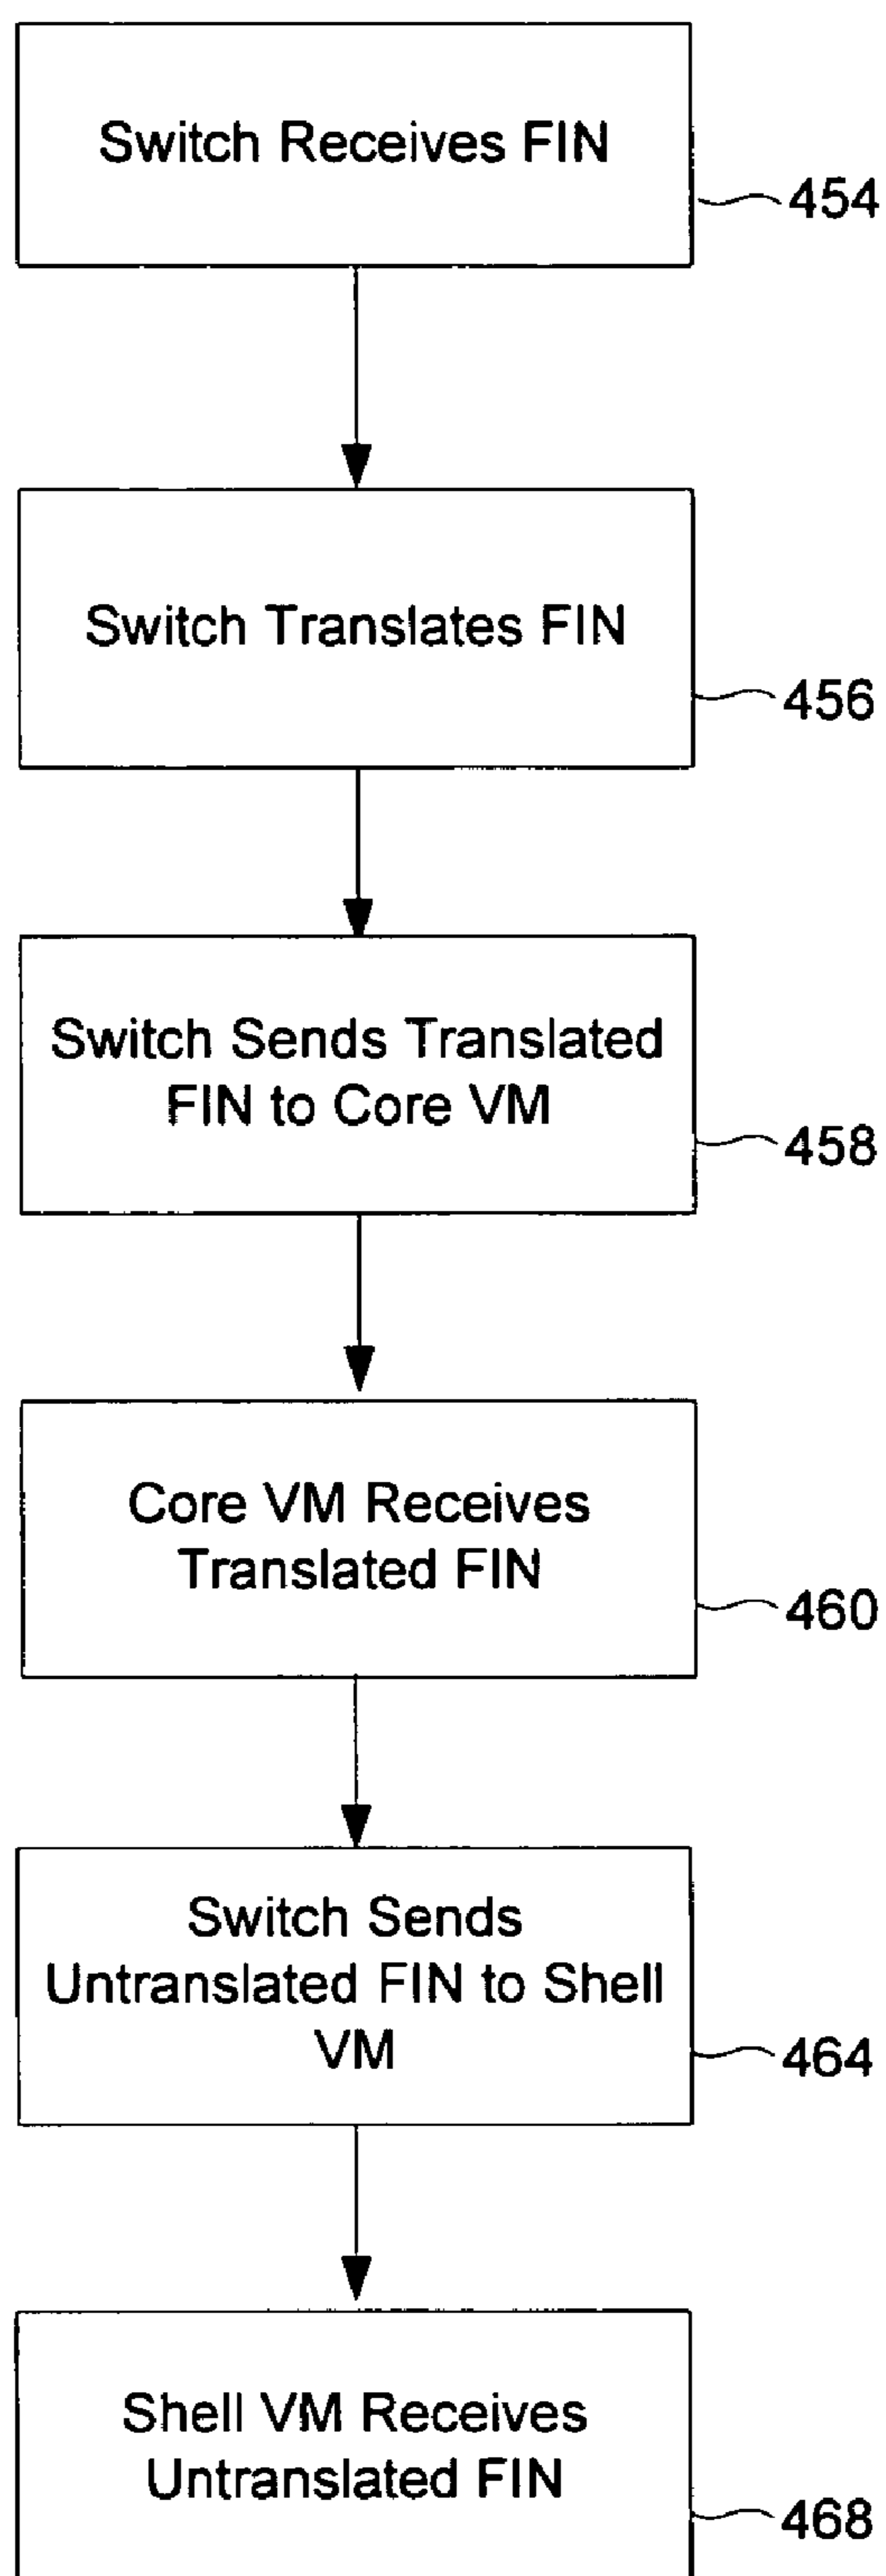 Switch Receives FIN
454
Switch Translates FIN
456
Switch Sends Translated
FIN to Core VM
458
Core VM Receives
Translated FIN
460
Switch Sends
Untranslated FIN to Shell
VM
464
Shell VM Receives
Untranslated FIN
468